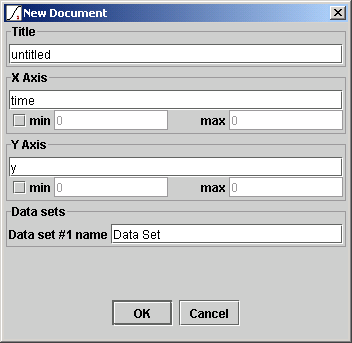 New Document
Title
untitled
X Axis
time
min 0 max 0
Y Axis
y
min 0 max 0
Data sets
Data set #1 name Data Set
OK Cancel